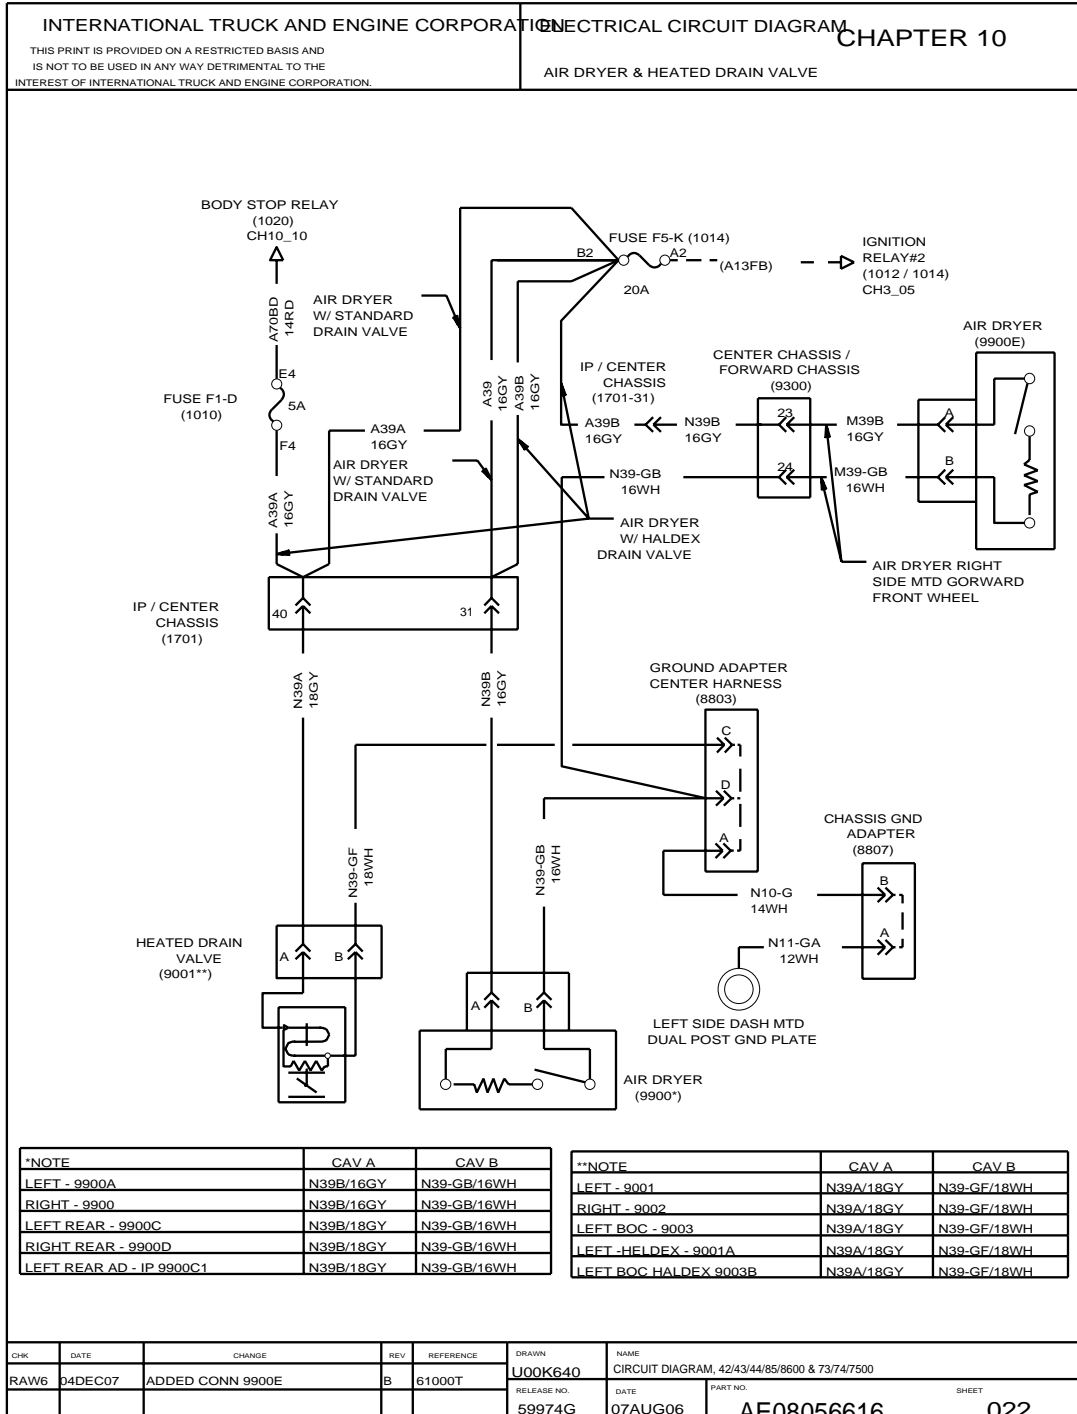 INTERNATIONAL TRUCK AND ENGINE CORPORATION
THIS PRINT IS PROVIDED ON A RESTRICTED BASIS AND
IS NOT TO BE USED IN ANY WAY DETRIMENTAL TO THE
INTEREST OF INTERNATIONAL TRUCK AND ENGINE CORPORATION.
ELECTRICAL CIRCUIT DIAGRAM
CHAPTER 10
AIR DRYER & HEATED DRAIN VALVE
BODY STOP RELAY
(1020)
CH10_10
A70BD
14RD
E4
FUSE F1-D
(1010)
5A
F4
A39A
16GY
AIR DRYER
W/ STANDARD
DRAIN VALVE
A39A
16GY
AIR DRYER
W/ STANDARD
DRAIN VALVE
A39
16GY
A39B
16GY
B2
FUSE F5-K (1014)
A2
20A
(A13FB)
IGNITION
RELAY#2
(1012 / 1014)
CH3_05
IP / CENTER
CHASSIS
(1701-31)
A39B
16GY
N39B
16GY
CENTER CHASSIS /
FORWARD CHASSIS
(9300)
23
24
M39B
16GY
N39-GB
16WH
M39-GB
16WH
AIR DRYER
(9900E)
A
B
AIR DRYER
W/ HALDEX
DRAIN VALVE
AIR DRYER RIGHT
SIDE MTD GORWARD
FRONT WHEEL
IP / CENTER
CHASSIS
(1701)
40
31
N39A
18GY
N39B
16GY
GROUND ADAPTER
CENTER HARNESS
(8803)
C
D
A
N39-GF
18WH
N39-GB
16WH
CHASSIS GND
ADAPTER
(8807)
B
A
N10-G
14WH
N11-GA
12WH
LEFT SIDE DASH MTD
DUAL POST GND PLATE
HEATED DRAIN
VALVE
(9001**)
A
B
A
B
AIR DRYER
(9900*)
*NOTE CAV A CAV B
LEFT - 9900A N39B/16GY N39-GB/16WH
RIGHT - 9900 N39B/16GY N39-GB/16WH
LEFT REAR - 9900C N39B/18GY N39-GB/16WH
RIGHT REAR - 9900D N39B/18GY N39-GB/16WH
LEFT REAR AD - IP 9900C1 N39B/18GY N39-GB/16WH
**NOTE CAV A CAV B
LEFT - 9001 N39A/18GY N39-GF/18WH
RIGHT - 9002 N39A/18GY N39-GF/18WH
LEFT BOC - 9003 N39A/18GY N39-GF/18WH
LEFT -HELDEX - 9001A N39A/18GY N39-GF/18WH
LEFT BOC HALDEX 9003B N39A/18GY N39-GF/18WH
CHK DATE CHANGE REV REFERENCE
RAW6 04DEC07 ADDED CONN 9900E B 61000T
DRAWN
U00K640
NAME
CIRCUIT DIAGRAM, 42/43/44/85/8600 & 73/74/7500
RELEASE NO.
59974G
DATE
07AUG06
PART NO.
AE08056616
SHEET
022